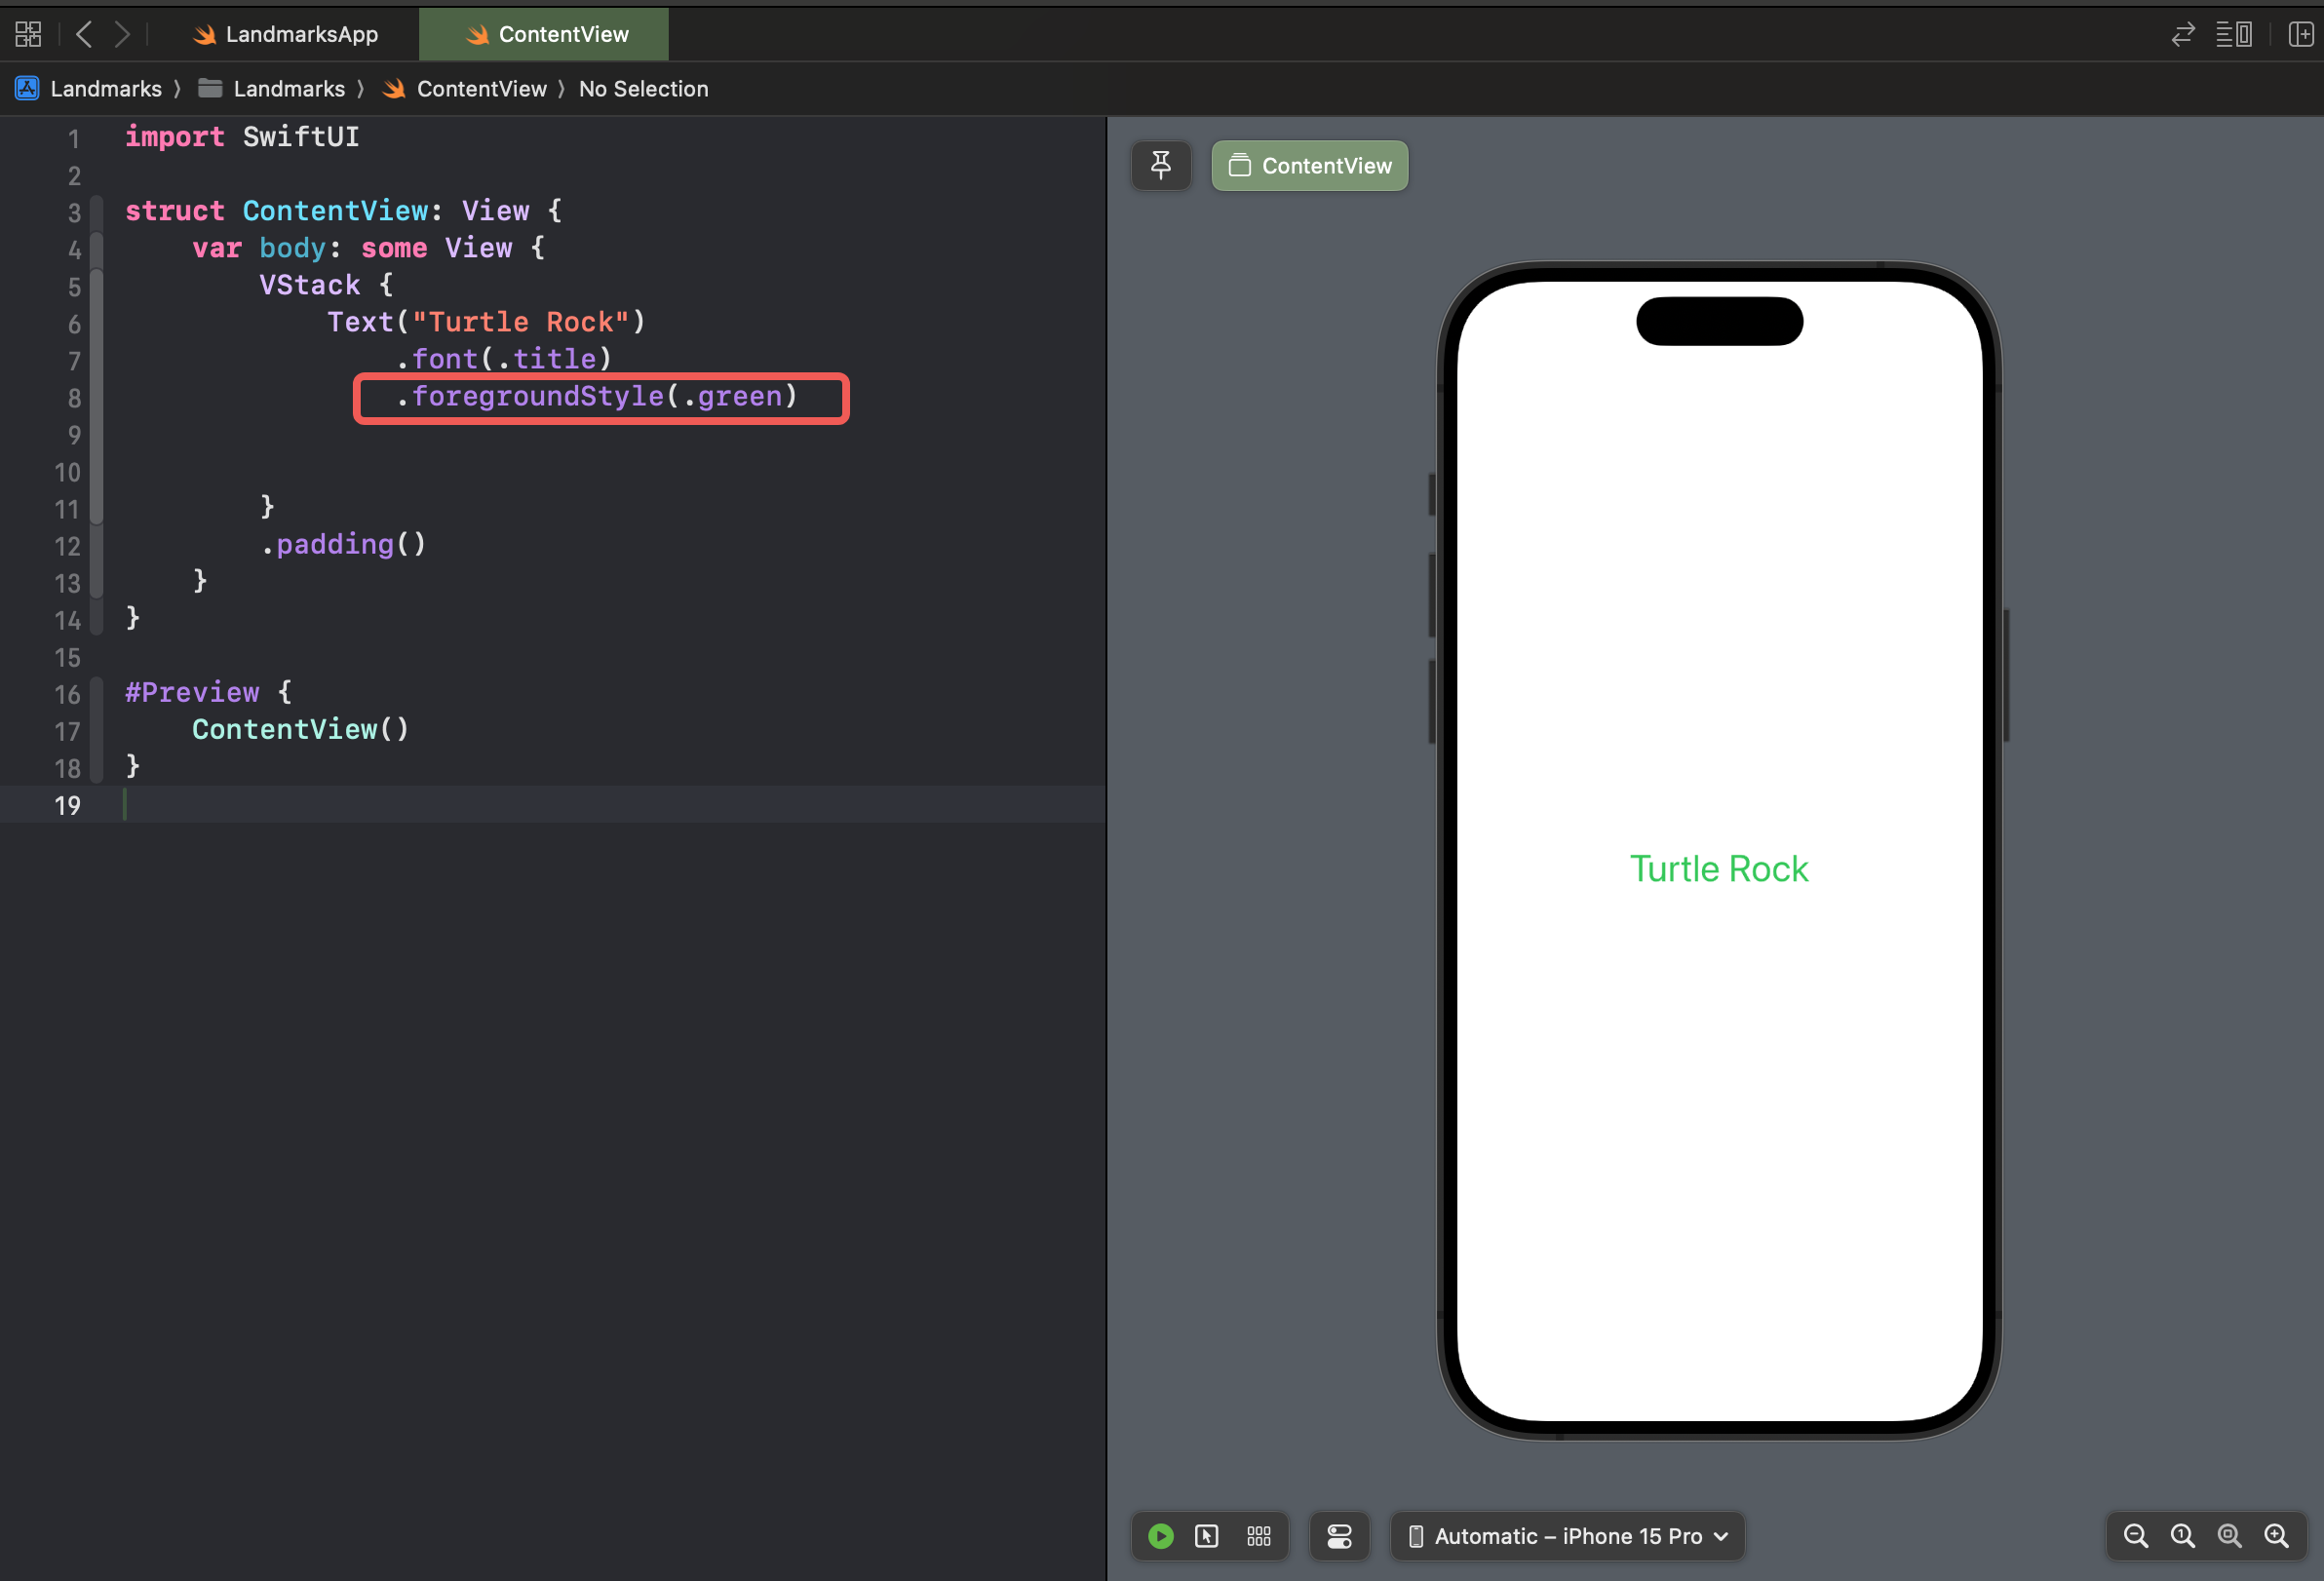 LandmarksApp
ContentView
Landmarks 〉 Landmarks 〉 ContentView 〉 No Selection
1 import SwiftUI
2
3 struct ContentView: View {
4     var body: some View {
5         VStack {
6             Text("Turtle Rock")
7                 .font(.title)
8                 .foregroundStyle(.green)
9
10
11         }
12         .padding()
13     }
14 }
15
16 #Preview {
17     ContentView()
18 }
19
ContentView
Turtle Rock
Automatic – iPhone 15 Pro